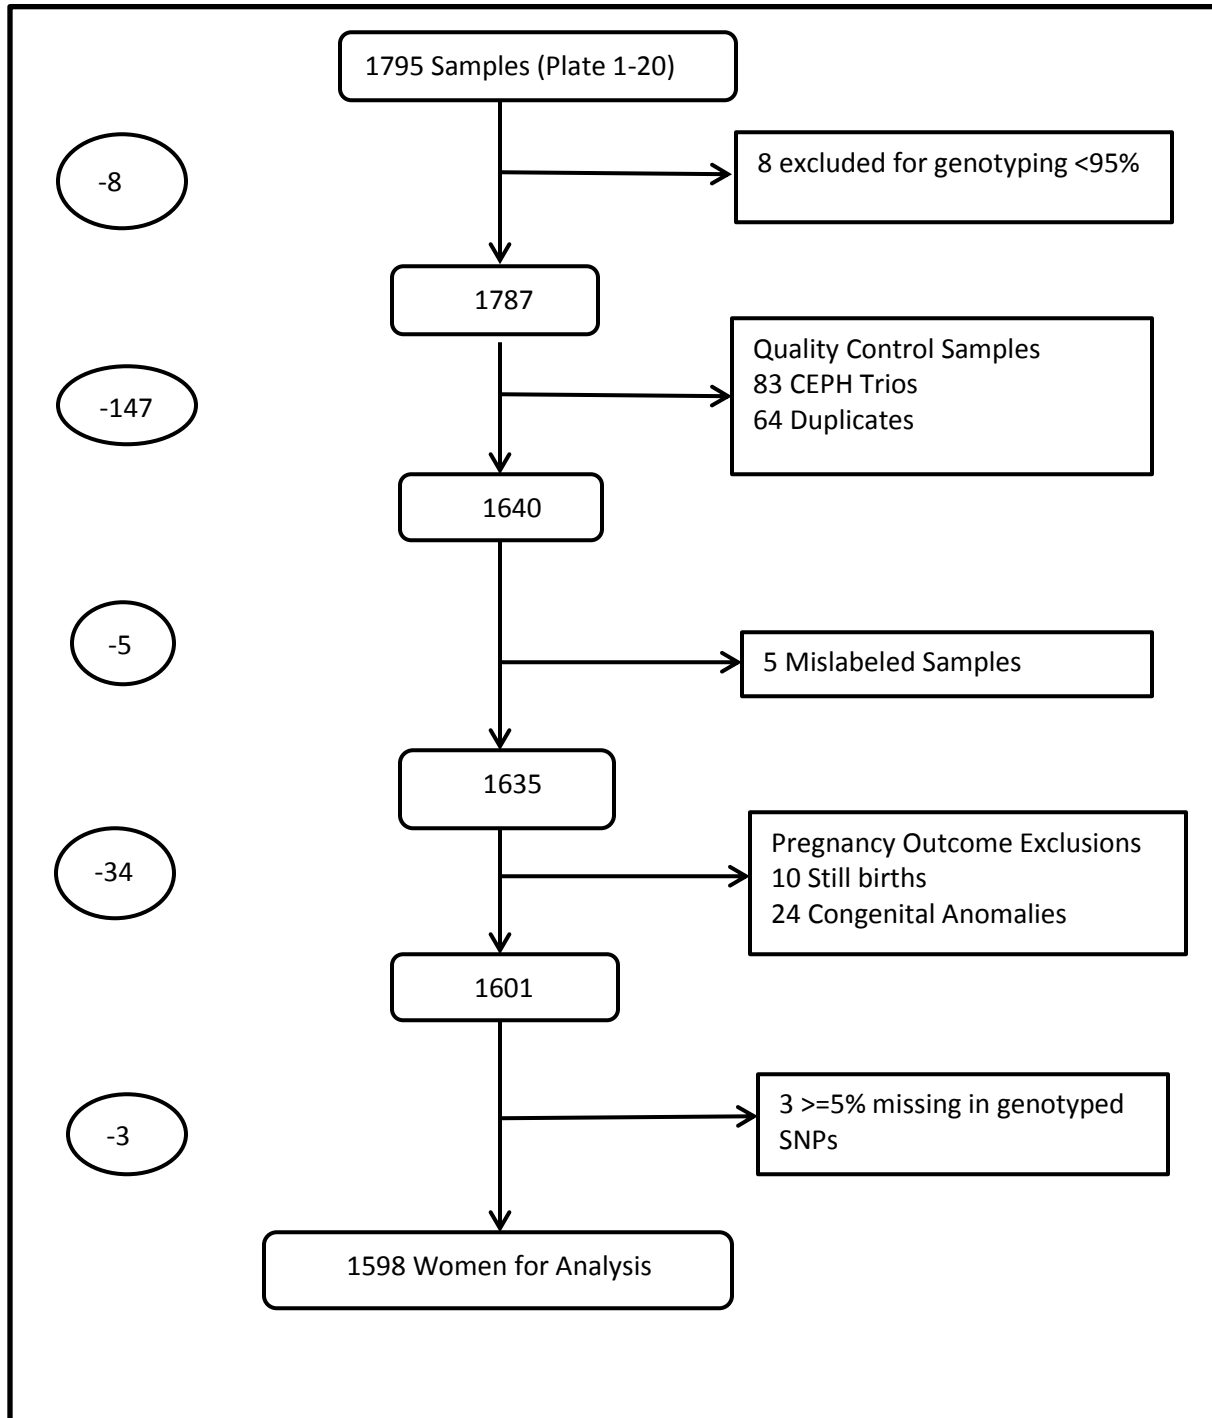 1795 Samples (Plate 1-20)
-8
8 excluded for genotyping <95%
1787
-147
Quality Control Samples
83 CEPH Trios
64 Duplicates
1640
-5
5 Mislabeled Samples
1635
-34
Pregnancy Outcome Exclusions
10 Still births
24 Congenital Anomalies
1601
-3
3 >=5% missing in genotyped
SNPs
1598 Women for Analysis